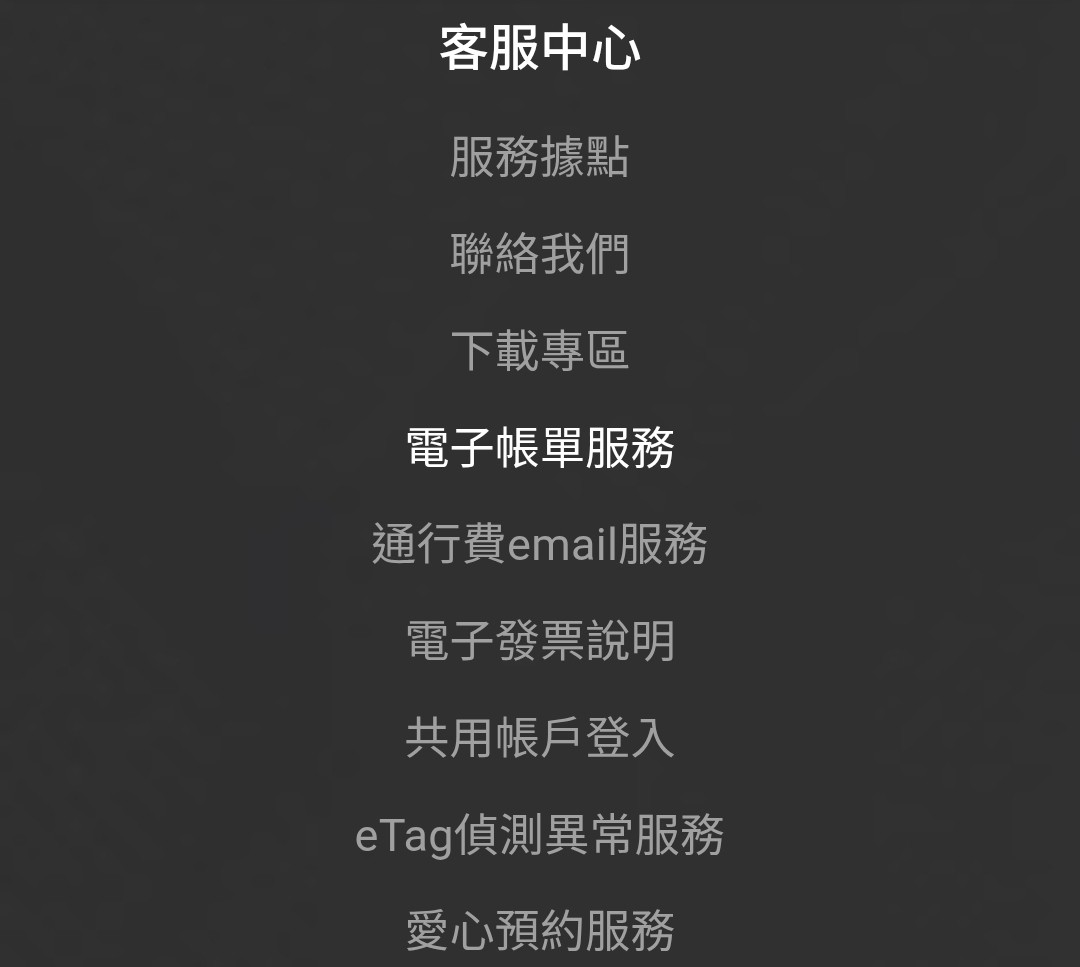 客服中心
服務據點
聯絡我們
下載專區
電子帳單服務
通行費email服務
電子發票說明
共用帳戶登入
eTag偵測異常服務
愛心預約服務